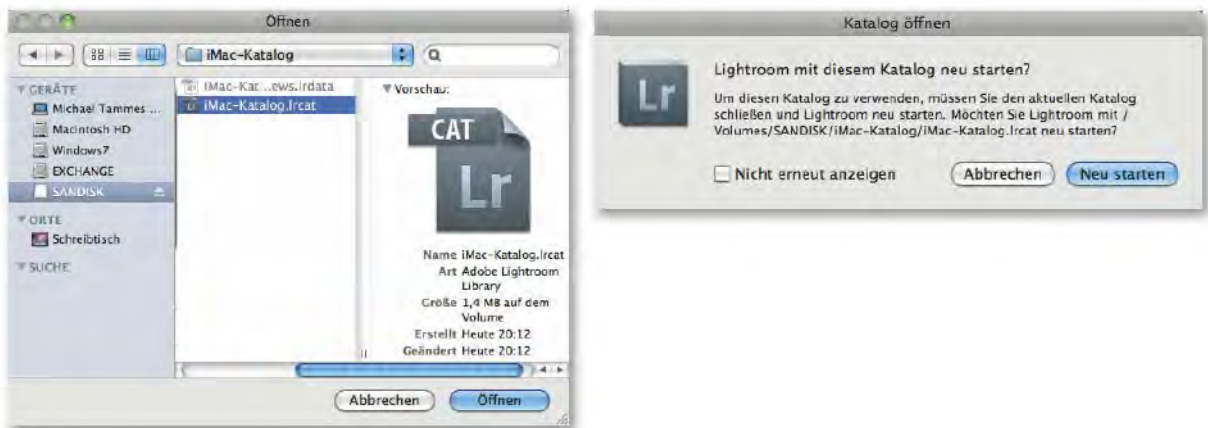 Öffnen
iMac-Katalog
GERÄTE
Michael Tammes ...
Macintosh HD
Windows7
EXCHANGE
SANDISK
ORTE
Schreibtisch
SUCHE
iMac-Kat...ews.lrdata
iMac-Katalog.lrcat
Vorschau:
CAT
Lr
Name iMac-Katalog.lrcat
Art Adobe Lightroom
Library
Größe 1,4 MB auf dem
Volume
Erstellt Heute 20:12
Geändert Heute 20:12
Abbrechen
Öffnen
Katalog öffnen
Lr
Lightroom mit diesem Katalog neu starten?
Um diesen Katalog zu verwenden, müssen Sie den aktuellen Katalog
schließen und Lightroom neu starten. Möchten Sie Lightroom mit /
Volumes/SANDISK/iMac-Katalog/iMac-Katalog.lrcat neu starten?
Nicht erneut anzeigen
Abbrechen
Neu starten